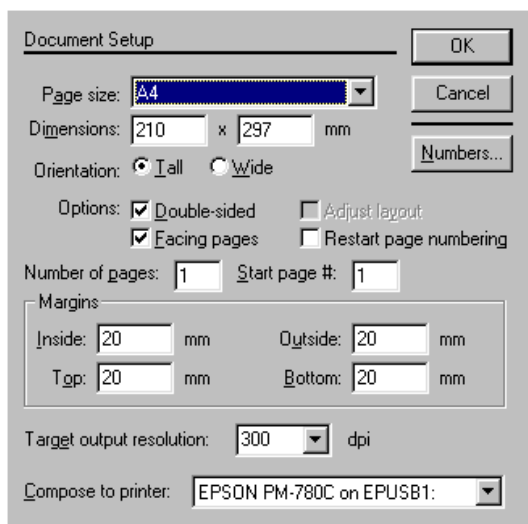 Document Setup
OK
Page size: A4
Cancel
Dimensions: 210 x 297 mm
Numbers...
Orientation: Tall Wide
Options: Double-sided Adjust layout
Facing pages Restart page numbering
Number of pages: 1 Start page #: 1
Margins
Inside: 20 mm Outside: 20 mm
Top: 20 mm Bottom: 20 mm
Target output resolution: 300 dpi
Compose to printer: EPSON PM-780C on EPUSB1: